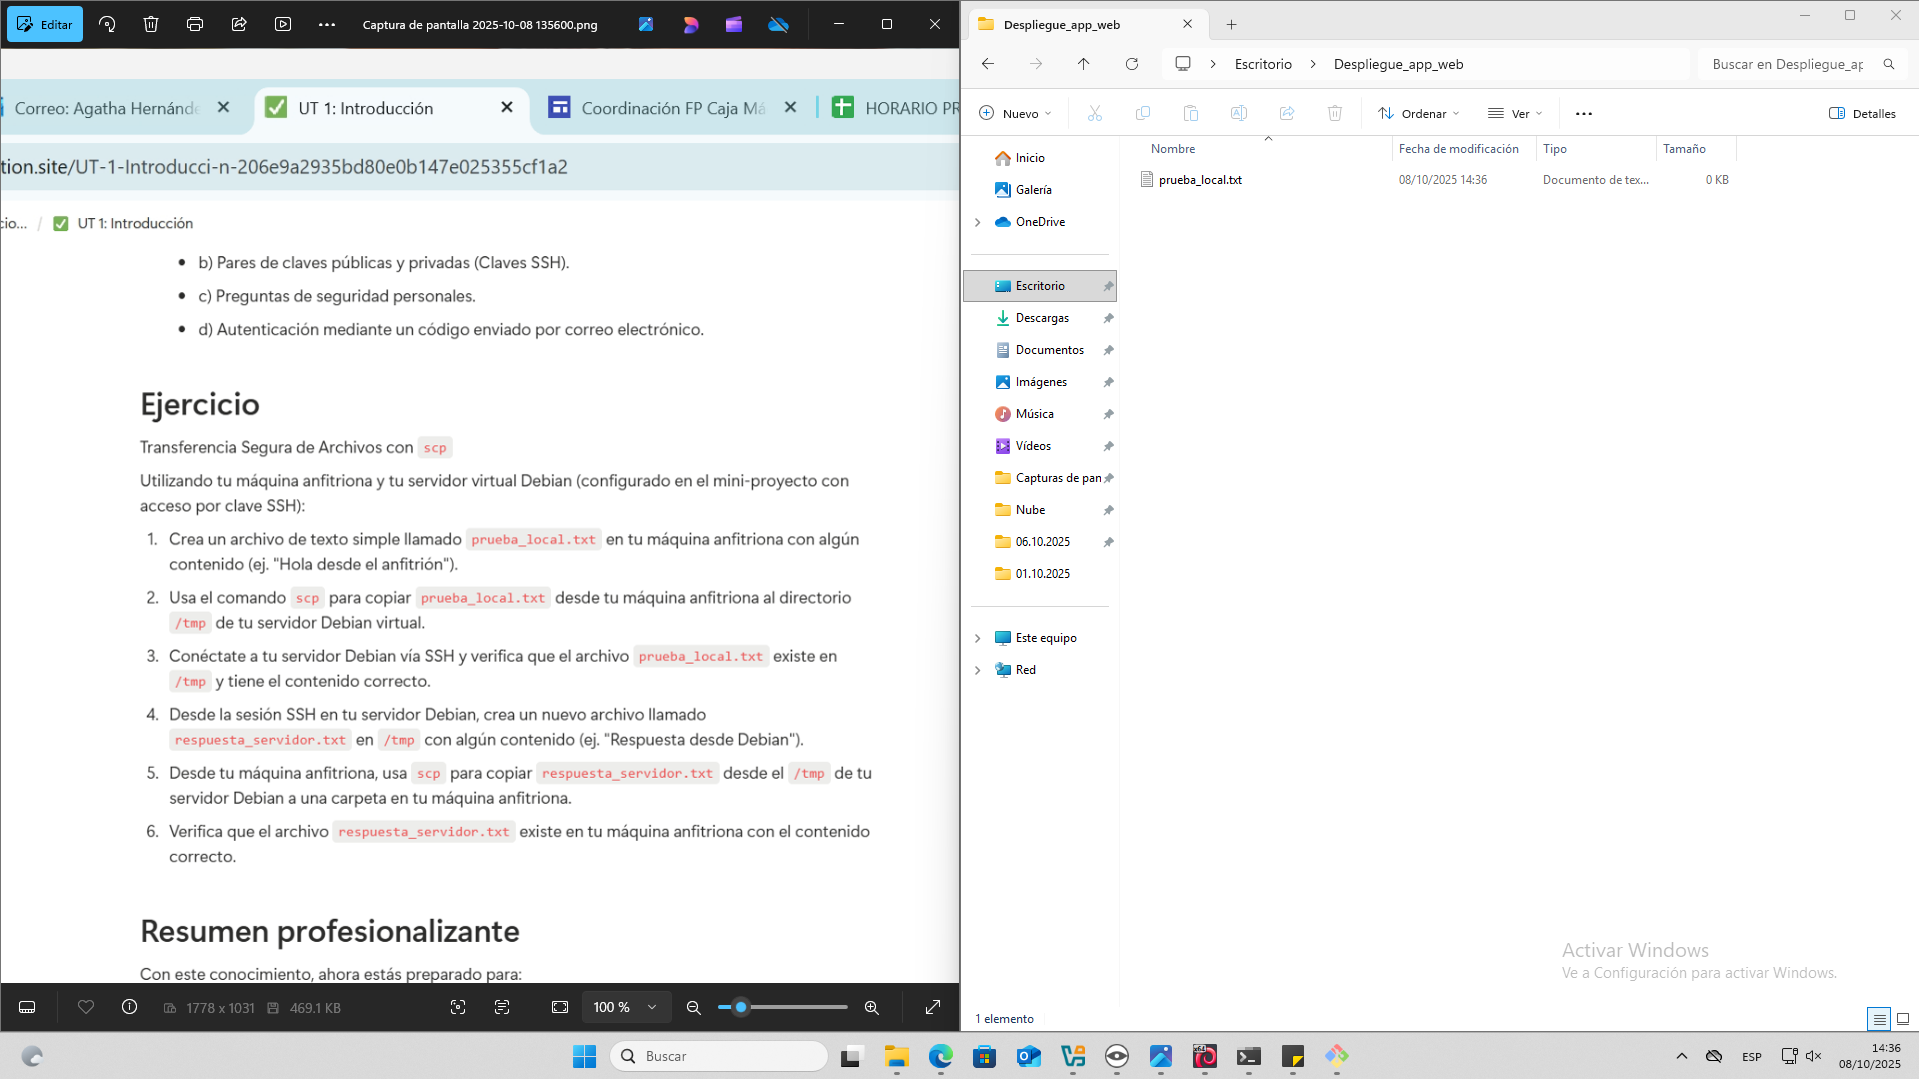 Editar
Captura de pantalla 2025-10-08 135600.png
Correo: Agatha Hernánde
UT 1: Introducción
Coordinación FP Caja Má
HORARIO PR
tion.site/UT-1-Introducci-n-206e9a2935bd80e0b147e025355cf1a2
cio... / UT 1: Introducción
• b) Pares de claves públicas y privadas (Claves SSH).
• c) Preguntas de seguridad personales.
• d) Autenticación mediante un código enviado por correo electrónico.
Ejercicio
Transferencia Segura de Archivos con scp
Utilizando tu máquina anfitriona y tu servidor virtual Debian (configurado en el mini-proyecto con
acceso por clave SSH):
1. Crea un archivo de texto simple llamado prueba_local.txt en tu máquina anfitriona con algún
contenido (ej. "Hola desde el anfitrión").
2. Usa el comando scp para copiar prueba_local.txt desde tu máquina anfitriona al directorio
/tmp de tu servidor Debian virtual.
3. Conéctate a tu servidor Debian vía SSH y verifica que el archivo prueba_local.txt existe en
/tmp y tiene el contenido correcto.
4. Desde la sesión SSH en tu servidor Debian, crea un nuevo archivo llamado
respuesta_servidor.txt en /tmp con algún contenido (ej. "Respuesta desde Debian").
5. Desde tu máquina anfitriona, usa scp para copiar respuesta_servidor.txt desde el /tmp de tu
servidor Debian a una carpeta en tu máquina anfitriona.
6. Verifica que el archivo respuesta_servidor.txt existe en tu máquina anfitriona con el contenido
correcto.
Resumen profesionalizante
Con este conocimiento, ahora estás preparado para:
1778 x 1031
469.1 KB
100 %
Despliegue_app_web
Escritorio > Despliegue_app_web
Buscar en Despliegue_ap
Nuevo
Ordenar
Ver
Detalles
Nombre
Fecha de modificación
Tipo
Tamaño
prueba_local.txt
08/10/2025 14:36
Documento de tex...
0 KB
Inicio
Galería
OneDrive
Escritorio
Descargas
Documentos
Imágenes
Música
Vídeos
Capturas de pan
Nube
06.10.2025
01.10.2025
Este equipo
Red
Activar Windows
Ve a Configuración para activar Windows.
1 elemento
Buscar
x64
ESP
14:36
08/10/2025